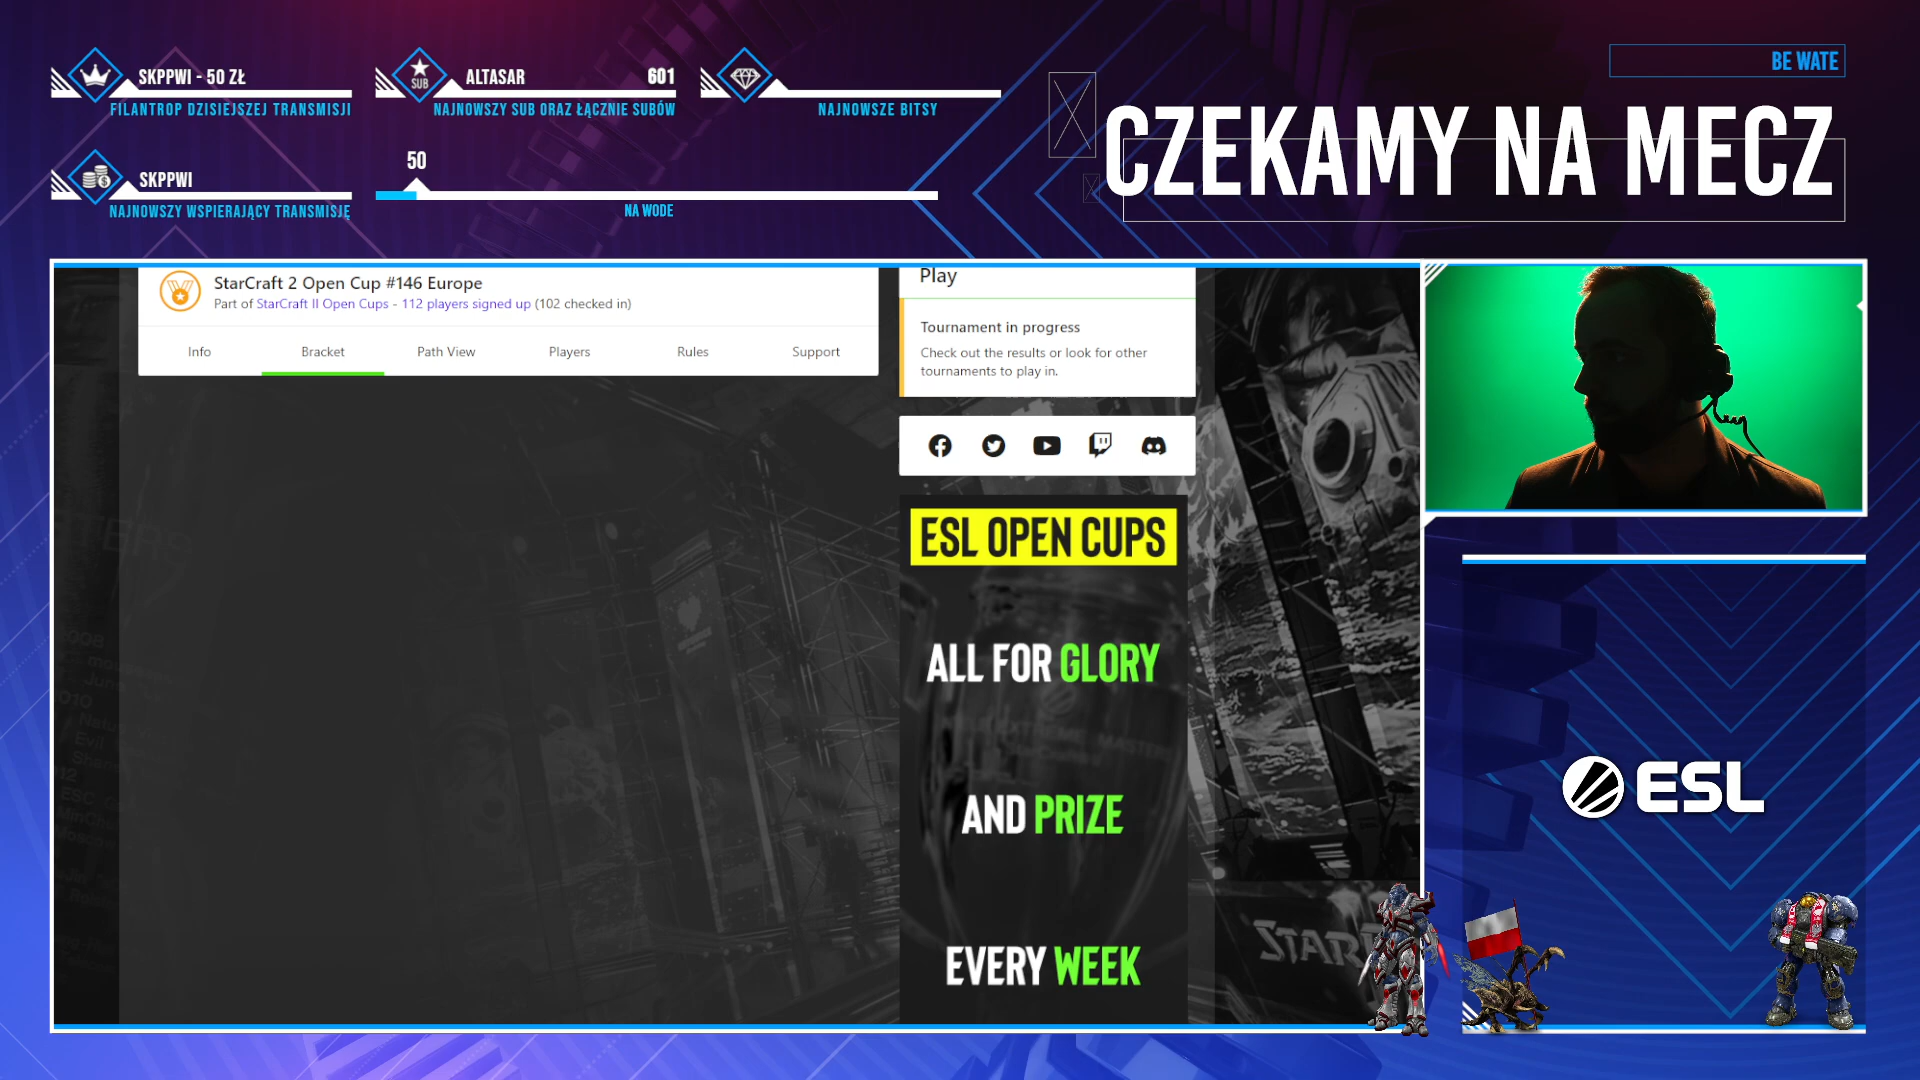 SKPPWI - 50 ZŁ
FILANTROP DZISIEJSZEJ TRANSMISJI
SUB
ALTASAR
601
NAJNOWSZY SUB ORAZ ŁĄCZNIE SUBÓW
NAJNOWSZE BITSY
SKPPWI
NAJNOWSZY WSPIERAJĄCY TRANSMISJĘ
50
NA WODE
BE WATE
CZEKAMY NA MECZ
StarCraft 2 Open Cup #146 Europe
Part of StarCraft II Open Cups - 112 players signed up (102 checked in)
Info
Bracket
Path View
Players
Rules
Support
Play
Tournament in progress
Check out the results or look for other
tournaments to play in.
ESL OPEN CUPS
ALL FOR GLORY
AND PRIZE
EVERY WEEK
ESL